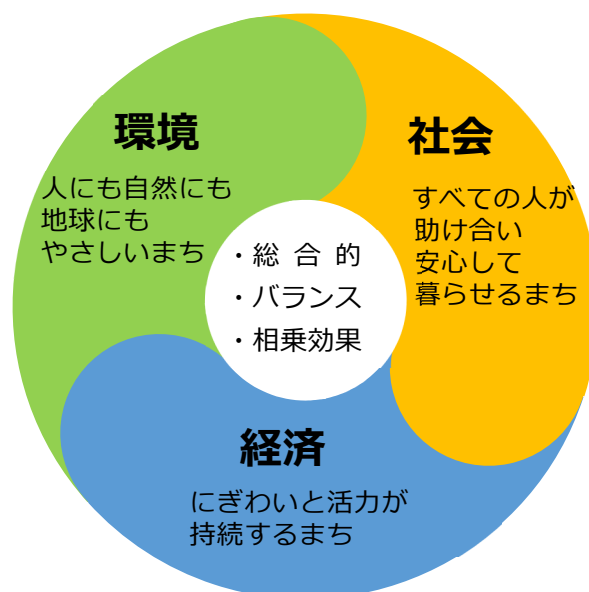 環境
人にも自然にも
地球にも
やさしいまち
社会
すべての人が
助け合い
安心して
暮らせるまち
・総 合 的
・バランス
・相乗効果
経済
にぎわいと活力が
持続するまち